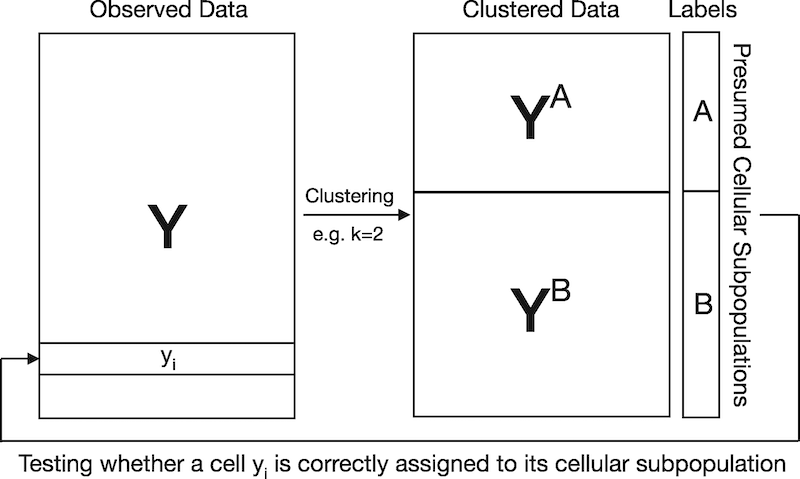 Observed Data
Clustered Data
Labels
Y
y_i
Clustering
e.g. k=2
Y^A
Y^B
A
B
Presumed Cellular Subpopulations
Testing whether a cell y_i is correctly assigned to its cellular subpopulation